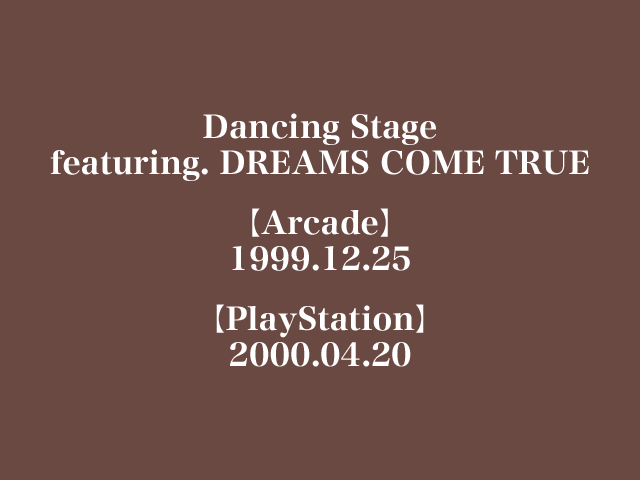 Dancing Stage
featuring. DREAMS COME TRUE
【Arcade】
1999.12.25
【PlayStation】
2000.04.20